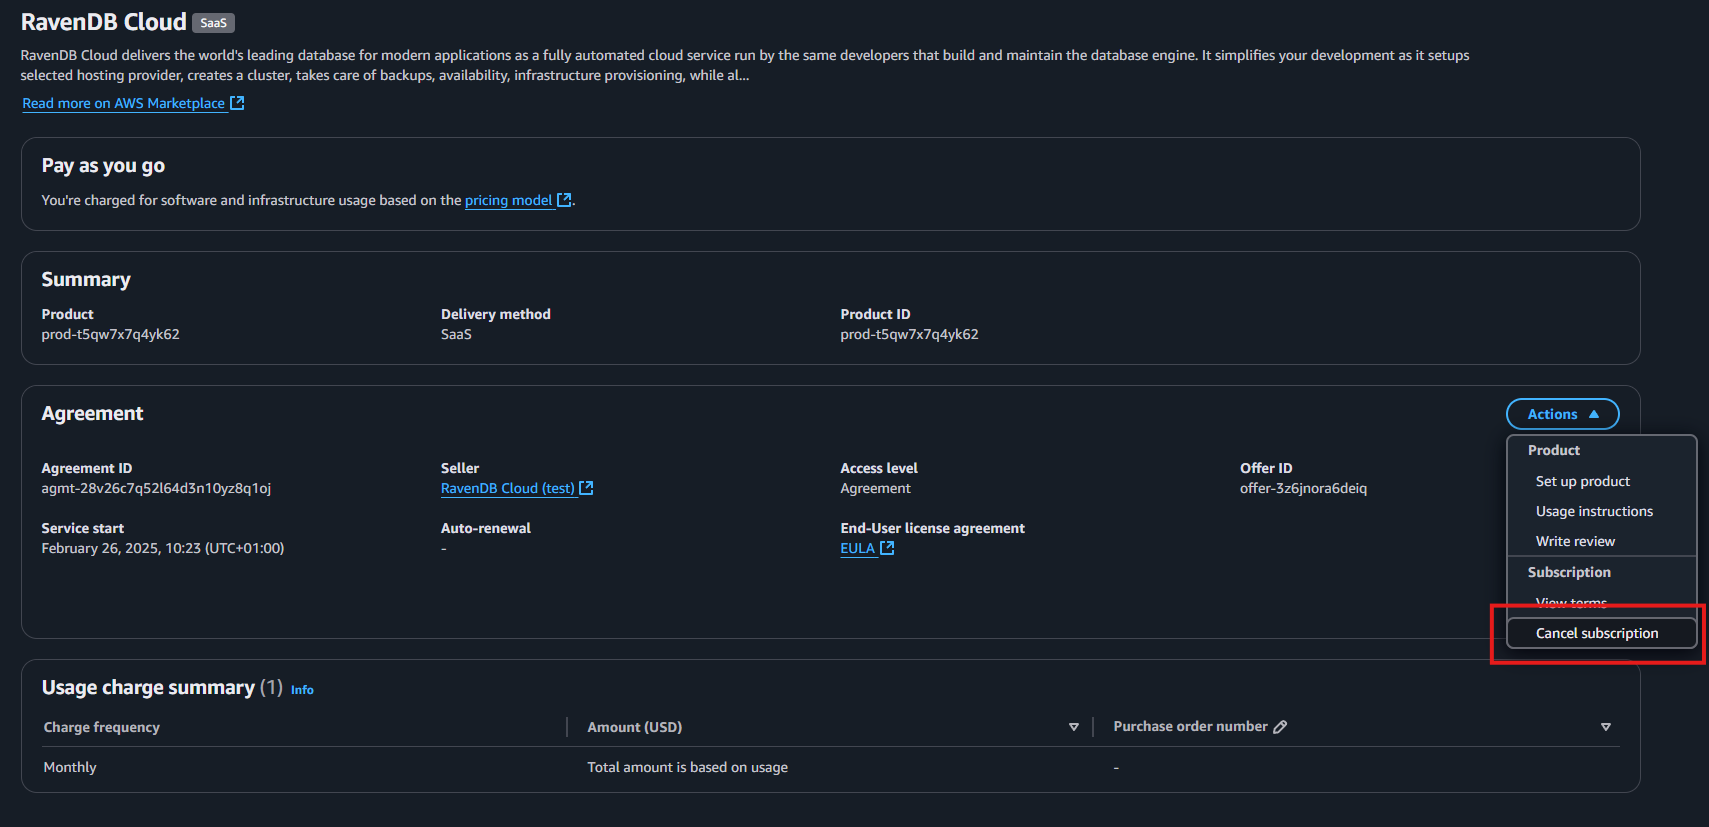 RavenDB Cloud SaaS
RavenDB Cloud delivers the world's leading database for modern applications as a fully automated cloud service run by the same developers that build and maintain the database engine. It simplifies your development as it setups
selected hosting provider, creates a cluster, takes care of backups, availability, infrastructure provisioning, while al...
Read more on AWS Marketplace
Pay as you go
You're charged for software and infrastructure usage based on the pricing model.
Summary
Product
prod-t5qw7x7q4yk62
Delivery method
SaaS
Product ID
prod-t5qw7x7q4yk62
Agreement
Agreement ID
agmt-28v26c7q52l64d3n10yz8q1oj
Seller
RavenDB Cloud (test)
Access level
Agreement
Offer ID
offer-3z6jnora6deiq
Service start
February 26, 2025, 10:23 (UTC+01:00)
Auto-renewal
-
End-User license agreement
EULA
Actions
Product
Set up product
Usage instructions
Write review
Subscription
View terms
Cancel subscription
Usage charge summary (1) Info
Charge frequency
Amount (USD)
Purchase order number
Monthly
Total amount is based on usage
-